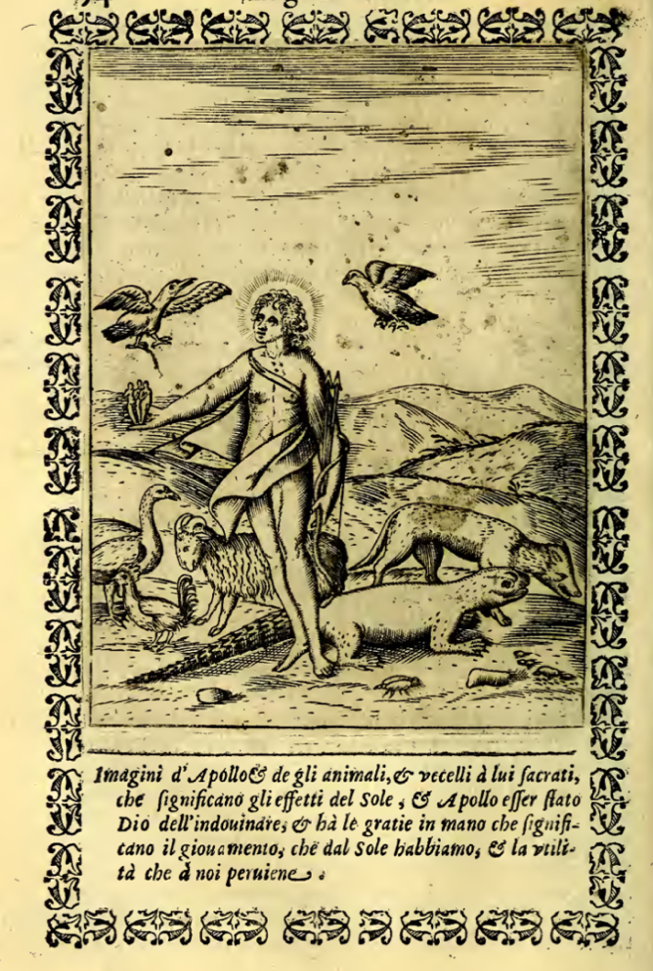 Imagini d'Apollo & de gli animali, & vccelli à lui ſacrati,
che ſignificano gli effetti del Sole, & Apollo eſſer ſtato
Dio dell'indouinare, & hà le gratie in mano che ſignifi-
cano il giouamento, che dal Sole habbiamo, & la vtili-
tà che à noi peruiene.